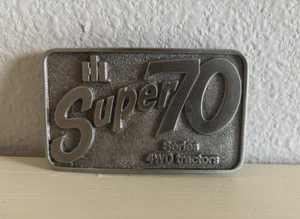 IH
Super 70
Series
4WD tractors